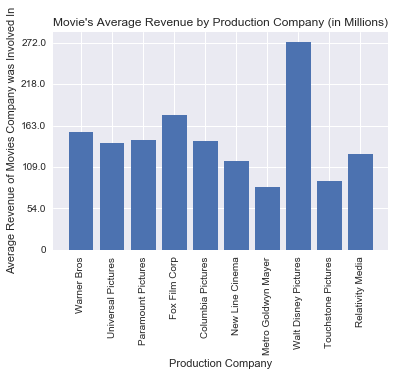 Movie's Average Revenue by Production Company (in Millions)
Average Revenue of Movies Company was Involved In
272.0
218.0
163.0
109.0
54.0
0
Warner Bros
Universal Pictures
Paramount Pictures
Fox Film Corp
Columbia Pictures
New Line Cinema
Metro Goldwyn Mayer
Walt Disney Pictures
Touchstone Pictures
Relativity Media
Production Company